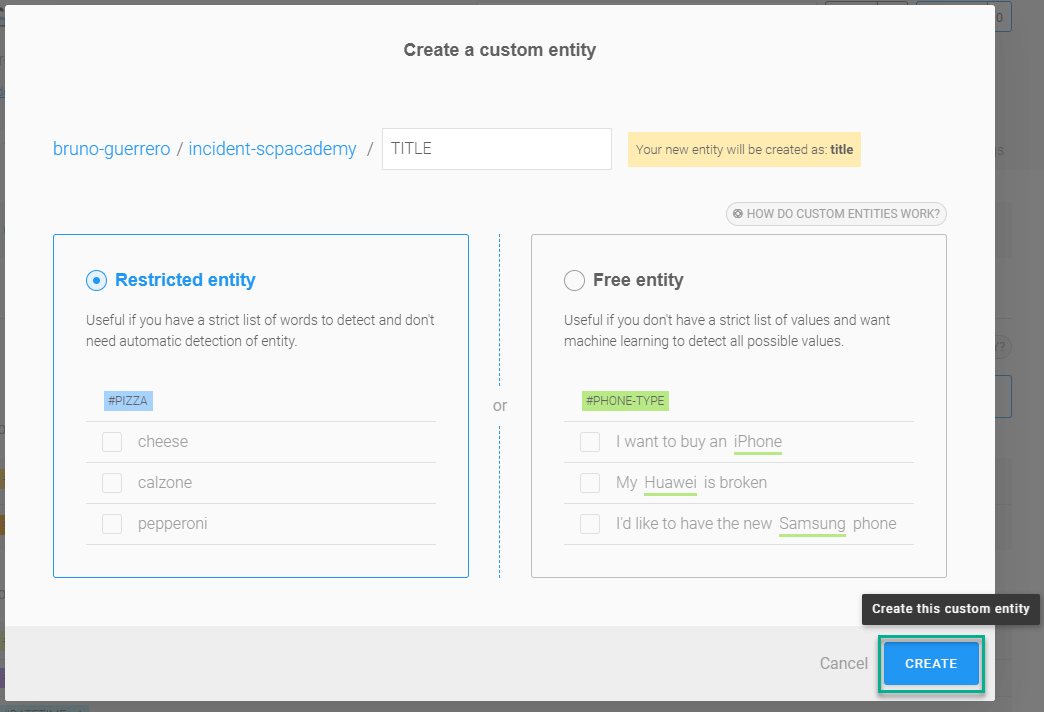 0
Create a custom entity
bruno-guerrero / incident-scpacademy / TITLE
Your new entity will be created as: title
HOW DO CUSTOM ENTITIES WORK?
Restricted entity
Useful if you have a strict list of words to detect and don't
need automatic detection of entity.
#PIZZA
cheese
calzone
pepperoni
or
Free entity
Useful if you don't have a strict list of values and want
machine learning to detect all possible values.
#PHONE-TYPE
I want to buy an iPhone
My Huawei is broken
I'd like to have the new Samsung phone
Create this custom entity
Cancel
CREATE